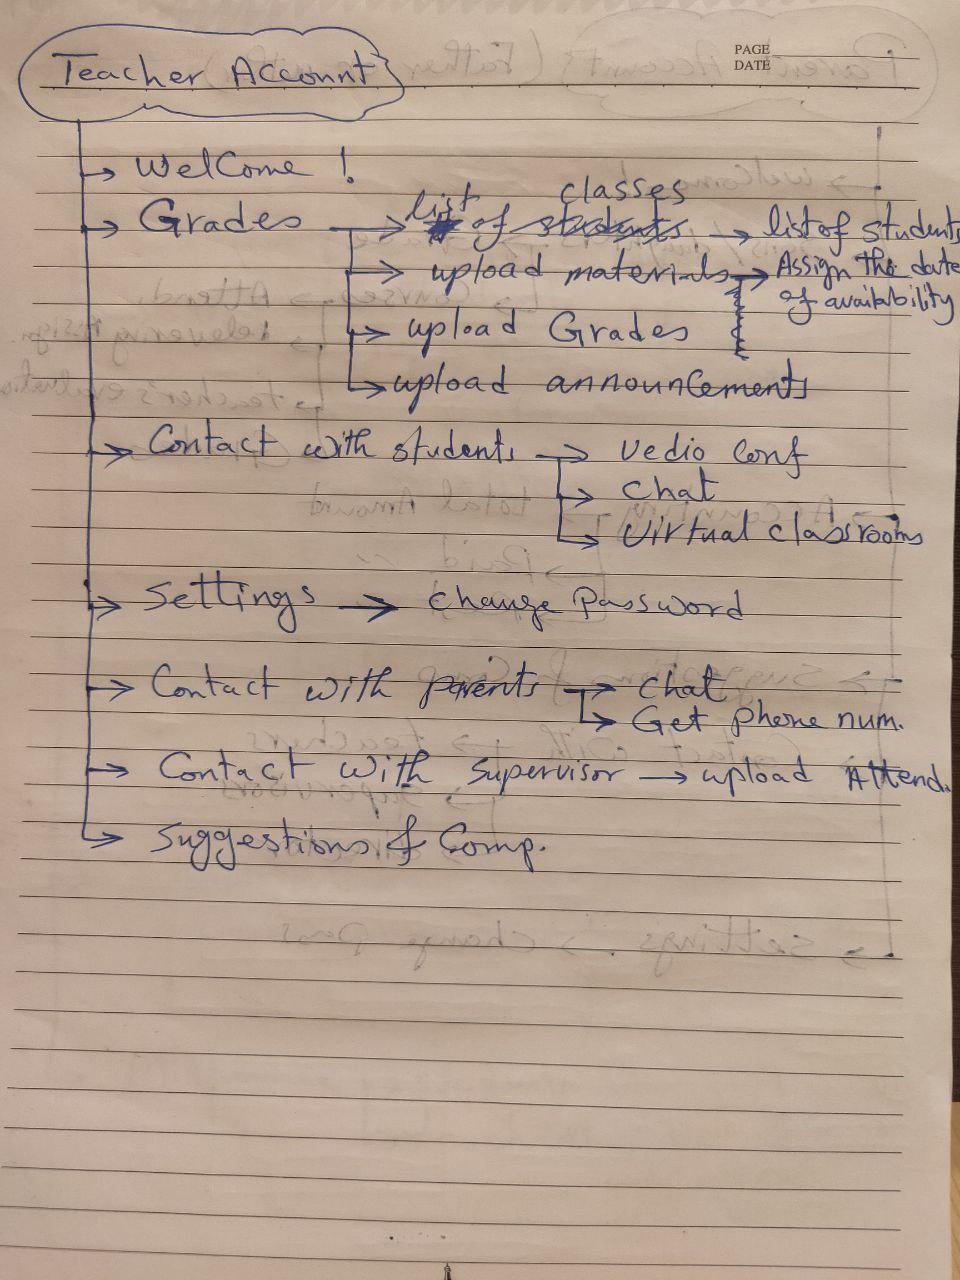 PAGE
DATE
Teacher Account
→ Welcome !
→ Grades → list of classes → list of students
→ upload materials → Assign the date
of availability
→ upload Grades
→ upload announcements
→ Contact with students → Vedio Conf
→ Chat
→ Virtual classrooms
→ Settings → Change Password
→ Contact with parents → Chat
→ Get phone num.
→ Contact with Supervisor → upload Attend.
→ Suggestions & Comp.